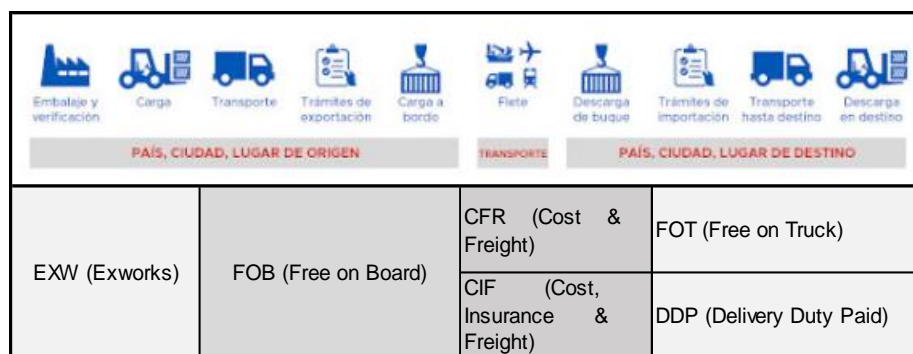 Embalaje y
verificación
Carga
Transporte
Trámites de
exportación
Carga a
bordo
Flete
Descarga
de buque
Trámites de
importación
Transporte
hasta destino
Descarga
en destino
PAÍS, CIUDAD, LUGAR DE ORIGEN
TRANSPORTE
PAÍS, CIUDAD, LUGAR DE DESTINO
EXW (Exworks)
FOB (Free on Board)
CFR (Cost &
Freight)
FOT (Free on Truck)
CIF (Cost,
Insurance &
Freight)
DDP (Delivery Duty Paid)